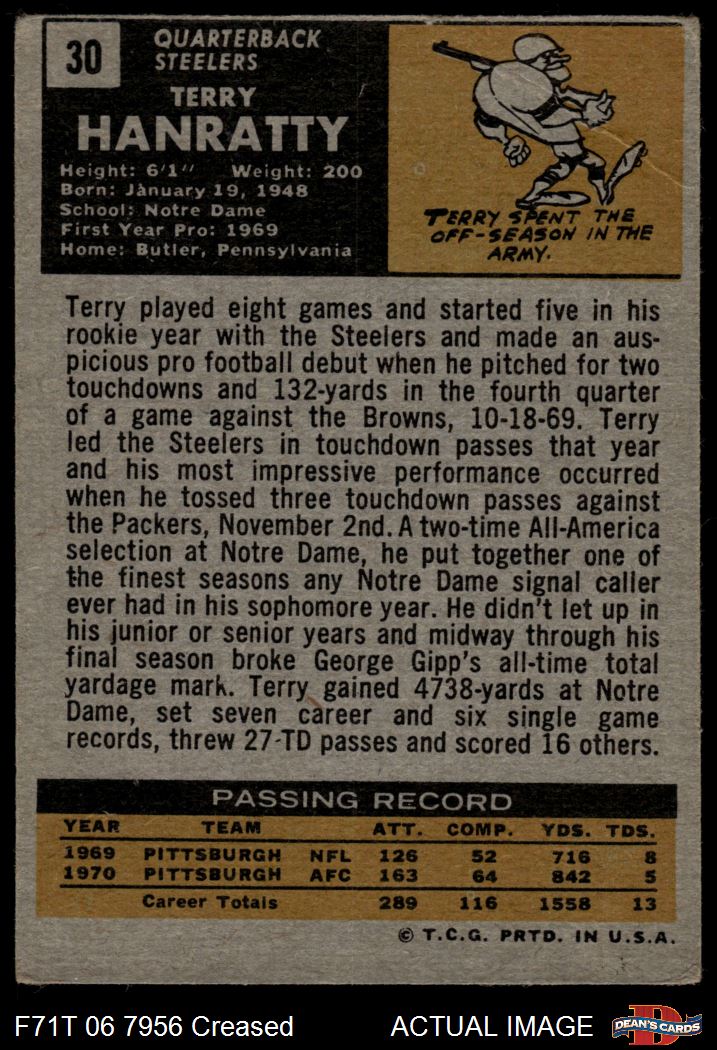 30
QUARTERBACK
STEELERS
TERRY
HANRATTY
Height: 6'1" Weight: 200
Born: January 19, 1948
School: Notre Dame
First Year Pro: 1969
Home: Butler, Pennsylvania
TERRY SPENT THE
OFF-SEASON IN THE
ARMY.
Terry played eight games and started five in his
rookie year with the Steelers and made an aus-
picious pro football debut when he pitched for two
touchdowns and 132-yards in the fourth quarter
of a game against the Browns, 10-18-69. Terry
led the Steelers in touchdown passes that year
and his most impressive performance occurred
when he tossed three touchdown passes against
the Packers, November 2nd. A two-time All-America
selection at Notre Dame, he put together one of
the finest seasons any Notre Dame signal caller
ever had in his sophomore year. He didn't let up in
his junior or senior years and midway through his
final season broke George Gipp's all-time total
yardage mark. Terry gained 4738-yards at Notre
Dame, set seven career and six single game
records, threw 27-TD passes and scored 16 others.
PASSING RECORD
YEAR TEAM ATT. COMP. YDS. TDS.
1969 PITTSBURGH NFL 126 52 716 8
1970 PITTSBURGH AFC 163 64 842 5
Career Totals 289 116 1558 13
© T.C.G. PRTD. IN U.S.A.
F71T 06 7956 Creased ACTUAL IMAGE D DEAN'S CARDS